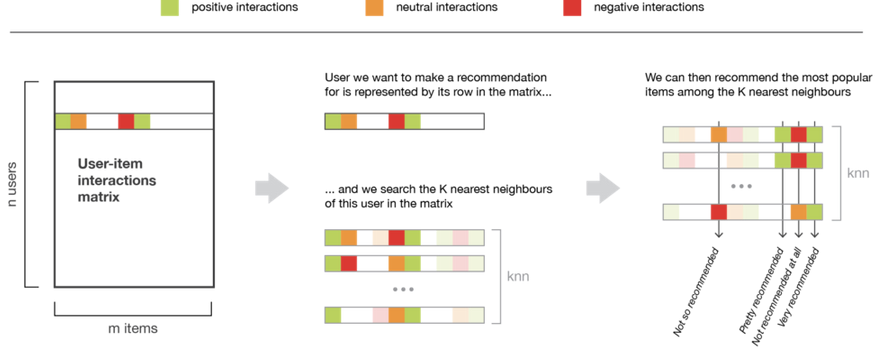 positive interactions
neutral interactions
negative interactions
n users
User-item
interactions
matrix
m items
User we want to make a recommendation
for is represented by its row in the matrix...
... and we search the K nearest neighbours
of this user in the matrix
knn
We can then recommend the most popular
items among the K nearest neighbours
knn
Not so recommended
Pretty recommended
Not recommended at all
Very recommended